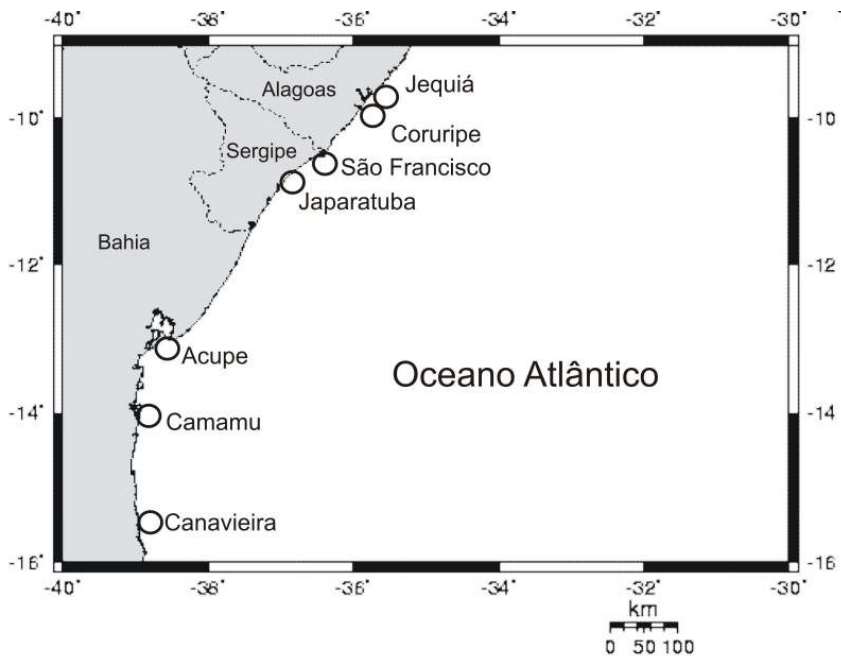 -40° -38° -36° -34° -32° -30°
Alagoas
Jequiá
-10° -10°
Coruripe
Sergipe
São Francisco
Japaratuba
Bahia
-12° -12°
Acupe
Oceano Atlântico
-14° -14°
Camamu
Canavieira
-16° -16
-40° -38° -36° -34° -32° -30°
km
0 50 100